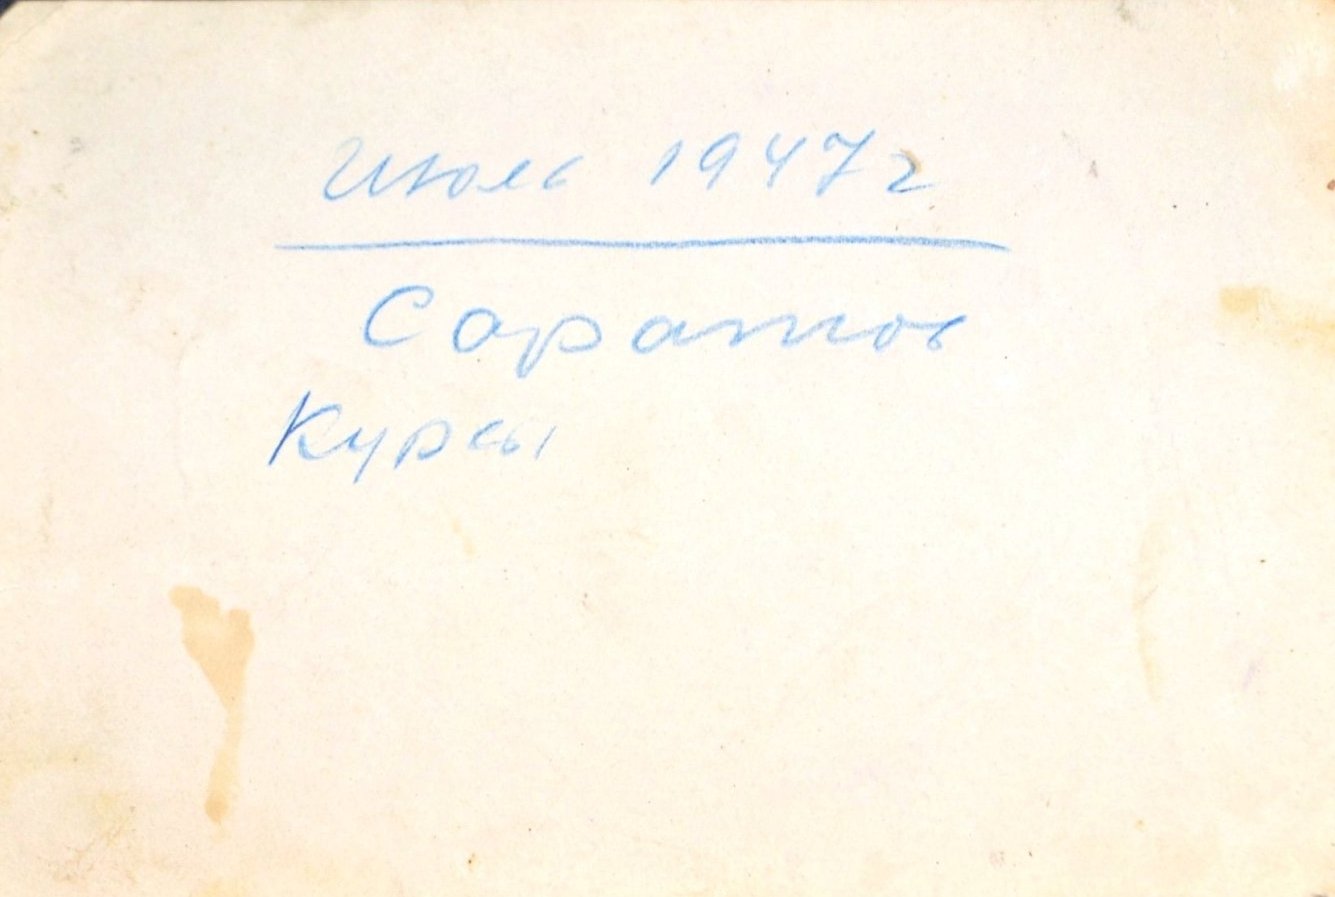 Июль 1947 г
Саратов
Курсы